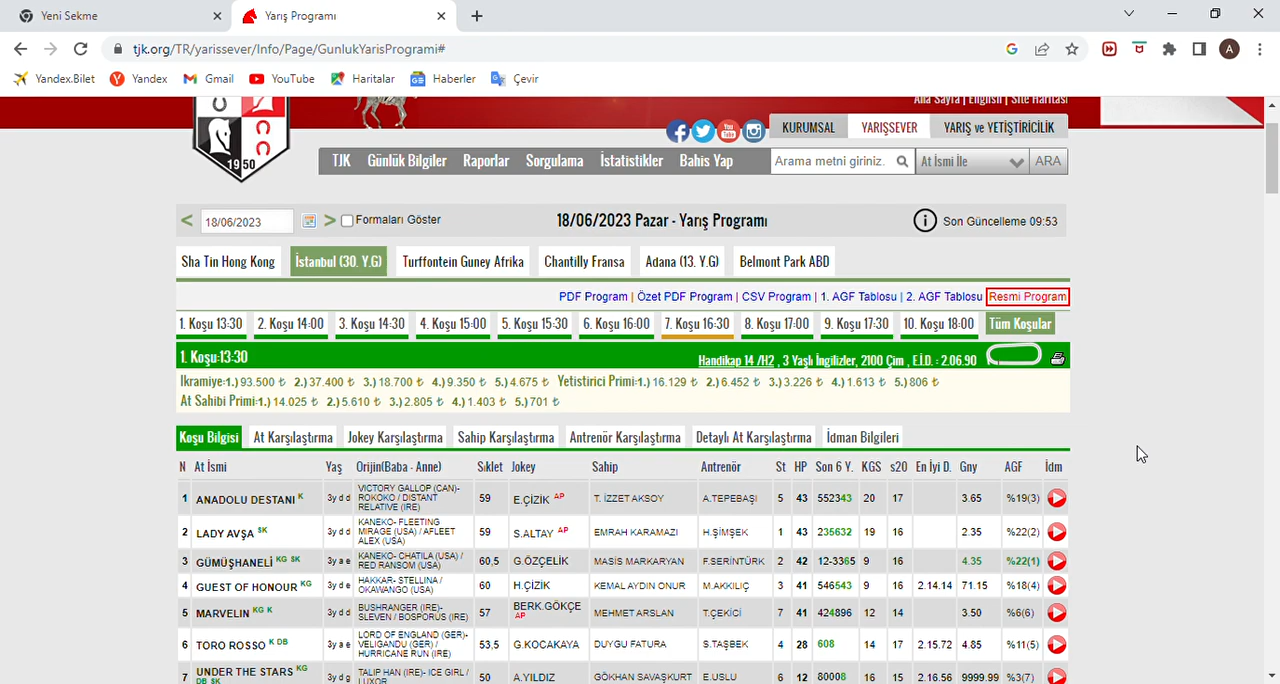 Yeni Sekme
Yarış Programı
tjk.org/TR/yarissever/Info/Page/GunlukYarisProgrami#
A
Yandex.Bilet Yandex Gmail YouTube Haritalar Haberler Çevir
Ana Sayfa | English | Site Haritası
1950
KURUMSAL YARIŞSEVER YARIŞ ve YETİŞTİRİCİLİK
TJK Günlük Bilgiler Raporlar Sorgulama İstatistikler Bahis Yap Arama metni giriniz. At İsmi İle ARA
< 18/06/2023 > Formaları Göster 18/06/2023 Pazar - Yarış Programı Son Güncelleme 09:53
Sha Tin Hong Kong İstanbul (30. Y.G) Turffontein Guney Afrika Chantilly Fransa Adana (13. Y.G) Belmont Park ABD
PDF Program | Özet PDF Program | CSV Program | 1. AGF Tablosu | 2. AGF Tablosu Resmi Program
1. Koşu 13:30 2. Koşu 14:00 3. Koşu 14:30 4. Koşu 15:00 5. Koşu 15:30 6. Koşu 16:00 7. Koşu 16:30 8. Koşu 17:00 9. Koşu 17:30 10. Koşu 18:00 Tüm Koşular
1. Koşu:13:30 Handikap 14 /H2 , 3 Yaşlı İngilizler, 2100 Çim , E.İ.D. : 2.06.90
Ikramiye:1.) 93.500 ₺ 2.) 37.400 ₺ 3.) 18.700 ₺ 4.) 9.350 ₺ 5.) 4.675 ₺ Yetistirici Primi:1.) 16.129 ₺ 2.) 6.452 ₺ 3.) 3.226 ₺ 4.) 1.613 ₺ 5.) 806 ₺
At Sahibi Primi:1.) 14.025 ₺ 2.) 5.610 ₺ 3.) 2.805 ₺ 4.) 1.403 ₺ 5.) 701 ₺
Koşu Bilgisi At Karşılaştırma Jokey Karşılaştırma Sahip Karşılaştırma Antrenör Karşılaştırma Detaylı At Karşılaştırma İdman Bilgileri
N At İsmi Yaş Orijin(Baba - Anne) Sıklet Jokey Sahip Antrenör St HP Son 6 Y. KGS s20 En İyi D. Gny AGF İdm
1 ANADOLU DESTANI K 3y d d VICTORY GALLOP (CAN)- ROKOKO / DISTANT RELATIVE (IRE) 59 E.ÇİZİK AP T. İZZET AKSOY A.TEPEBAŞI 5 43 552343 20 17 3.65 %19(3)
2 LADY AVŞA SK 3y d d KANEKO- FLEETING MIRAGE (USA) / AFLEET ALEX (USA) 59 S.ALTAY AP EMRAH KARAMAZI H.ŞİMŞEK 1 43 235632 19 16 2.35 %22(2)
3 GÜMÜŞHANELİ KG SK 3y a e KANEKO- CHATILA (USA) / RED RANSOM (USA) 60,5 G.ÖZÇELİK MASİS MARKARYAN F.SERİNTÜRK 2 42 12-3365 9 16 4.35 %22(1)
4 GUEST OF HONOUR KG 3y d e HAKKAR- STELLINA / OKAWANGO (USA) 60 H.ÇİZİK KEMAL AYDIN ONUR M.AKKILIÇ 3 41 546543 9 16 2.14.14 71.15 %18(4)
5 MARVELIN KG K 3y d d BUSHRANGER (IRE)- SLEVEN / BOSPORUS (IRE) 57 BERK.GÖKÇE AP MEHMET ARSLAN T.ÇEKİCİ 7 41 424896 12 14 3.50 %6(6)
6 TORO ROSSO K DB 3y a e LORD OF ENGLAND (GER)- VELIGANDU (GER) / HURRICANE RUN (IRE) 53,5 G.KOCAKAYA DUYGU FATURA S.TAŞBEK 4 28 608 14 17 2.15.72 4.85 %11(5)
7 UNDER THE STARS KG DB SK 3y d g TALIP HAN (IRE)- ICE GIRL / LUXOR 50 A.YILDIZ GÖKHAN SAVAŞKURT E.USLU 6 12 80008 16 15 2.16.56 9999.99 %3(7)